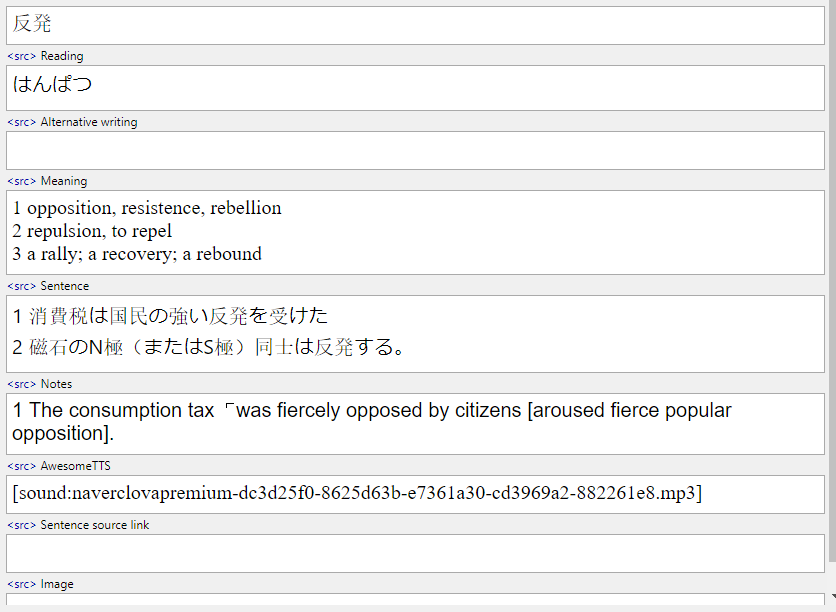 反発
<src> Reading
はんぱつ
<src> Alternative writing
<src> Meaning
1 opposition, resistence, rebellion
2 repulsion, to repel
3 a rally; a recovery; a rebound
<src> Sentence
1 消費税は国民の強い反発を受けた
2 磁石のN極（またはS極）同士は反発する。
<src> Notes
1 The consumption tax「was fiercely opposed by citizens [aroused fierce popular
opposition].
<src> AwesomeTTS
[sound:naverclovapremium-dc3d25f0-8625d63b-e7361a30-cd3969a2-882261e8.mp3]
<src> Sentence source link
<src> Image